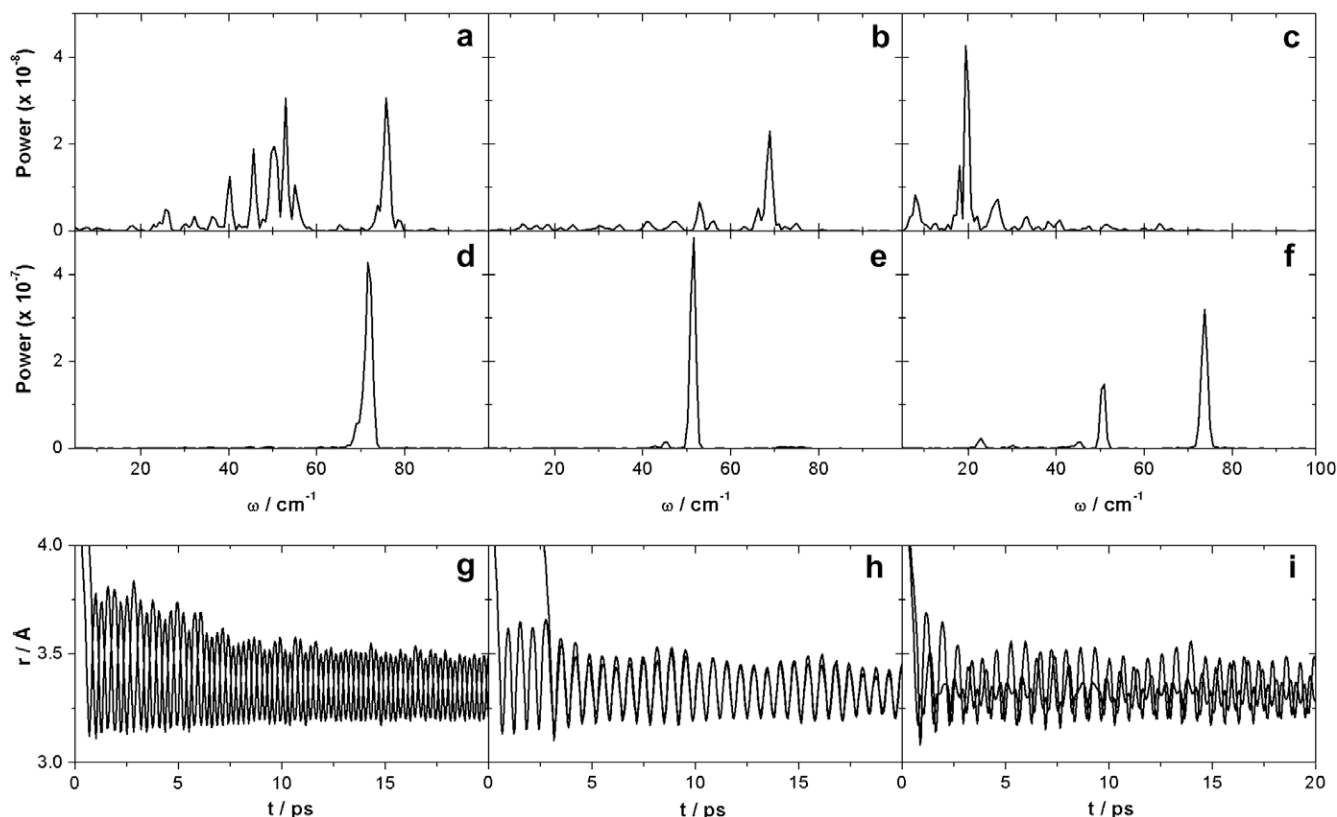 a b c
Power (x 10⁻⁸)
4
2
0
d e f
Power (x 10⁻⁷)
4
2
0
20 40 60 80 20 40 60 80 20 40 60 80 100
ω / cm⁻¹ ω / cm⁻¹ ω / cm⁻¹
g h i
r / Å
4.0
3.5
3.0
0 5 10 15 0 5 10 15 0 5 10 15 20
t / ps t / ps t / ps